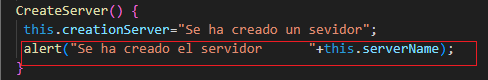 CreateServer() {
this.creationServer="Se ha creado un sevidor";
alert("Se ha creado el servidor      "+this.serverName);
}